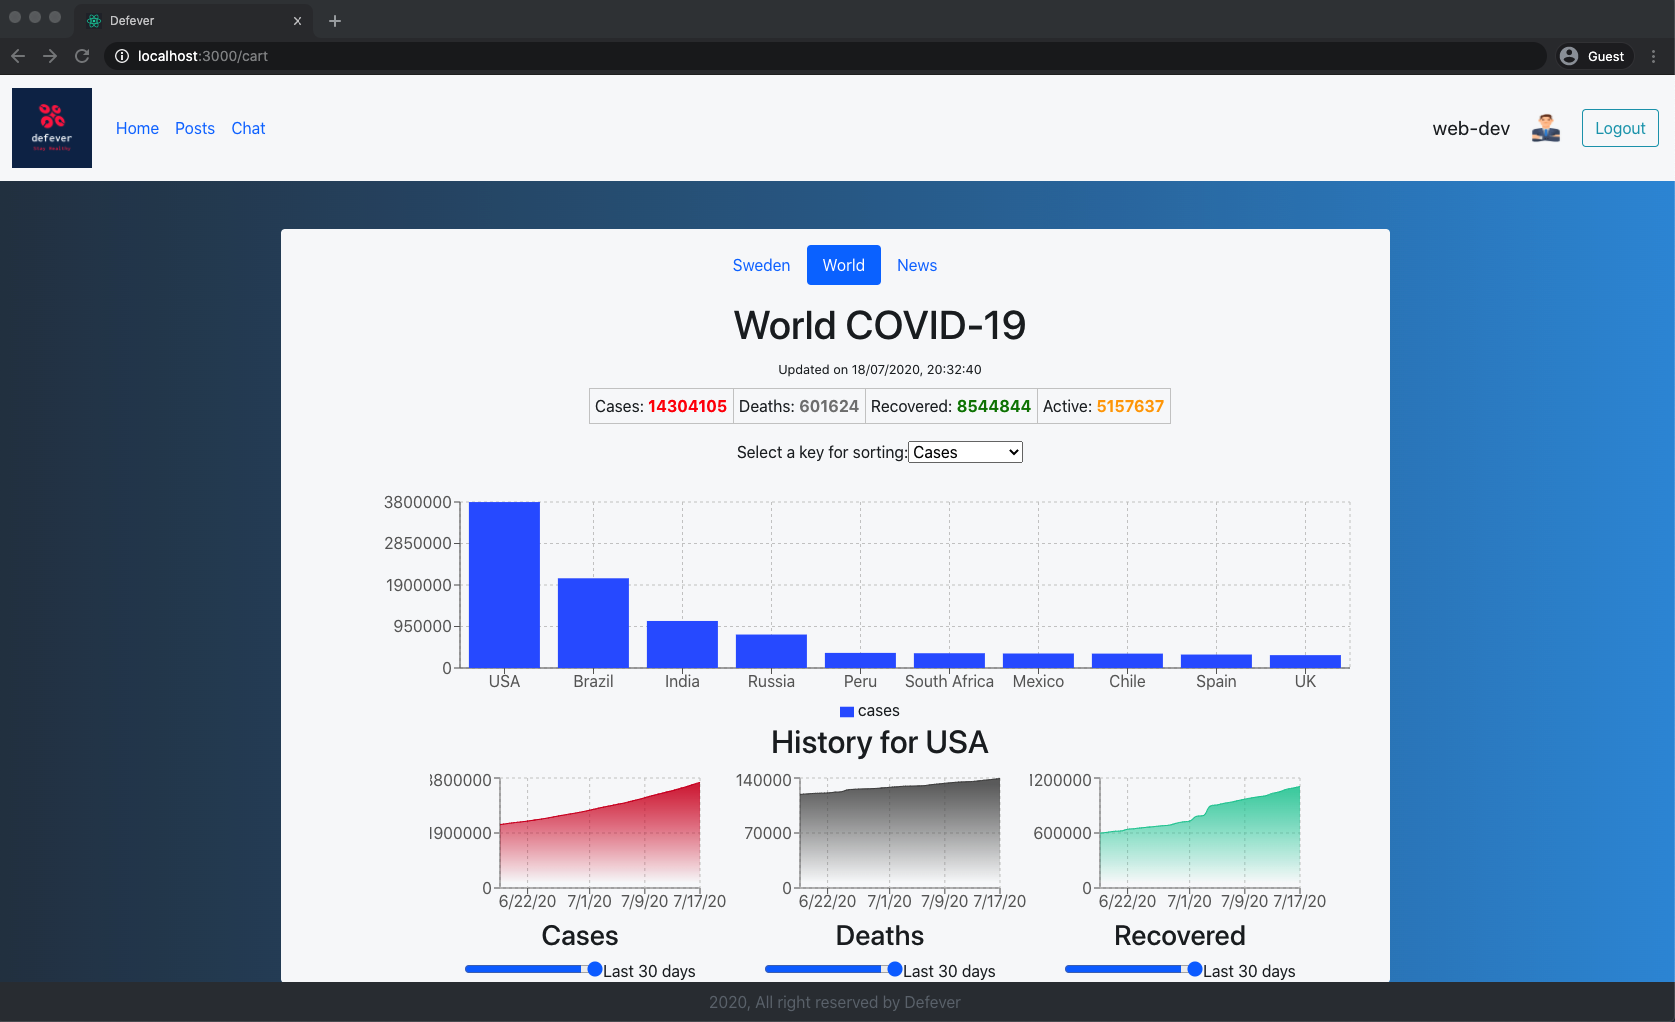 Defever
localhost:3000/cart
Guest
defever
Stay Healthy
Home Posts Chat
web-dev
Logout
Sweden World News
World COVID-19
Updated on 18/07/2020, 20:32:40
Cases: 14304105 Deaths: 601624 Recovered: 8544844 Active: 5157637
Select a key for sorting: Cases
3800000
2850000
1900000
950000
0
USA Brazil India Russia Peru South Africa Mexico Chile Spain UK
cases
History for USA
3800000
1900000
0
6/22/20 7/1/20 7/9/20 7/17/20
Cases
Last 30 days
140000
70000
0
6/22/20 7/1/20 7/9/20 7/17/20
Deaths
Last 30 days
1200000
600000
0
6/22/20 7/1/20 7/9/20 7/17/20
Recovered
Last 30 days
2020, All right reserved by Defever